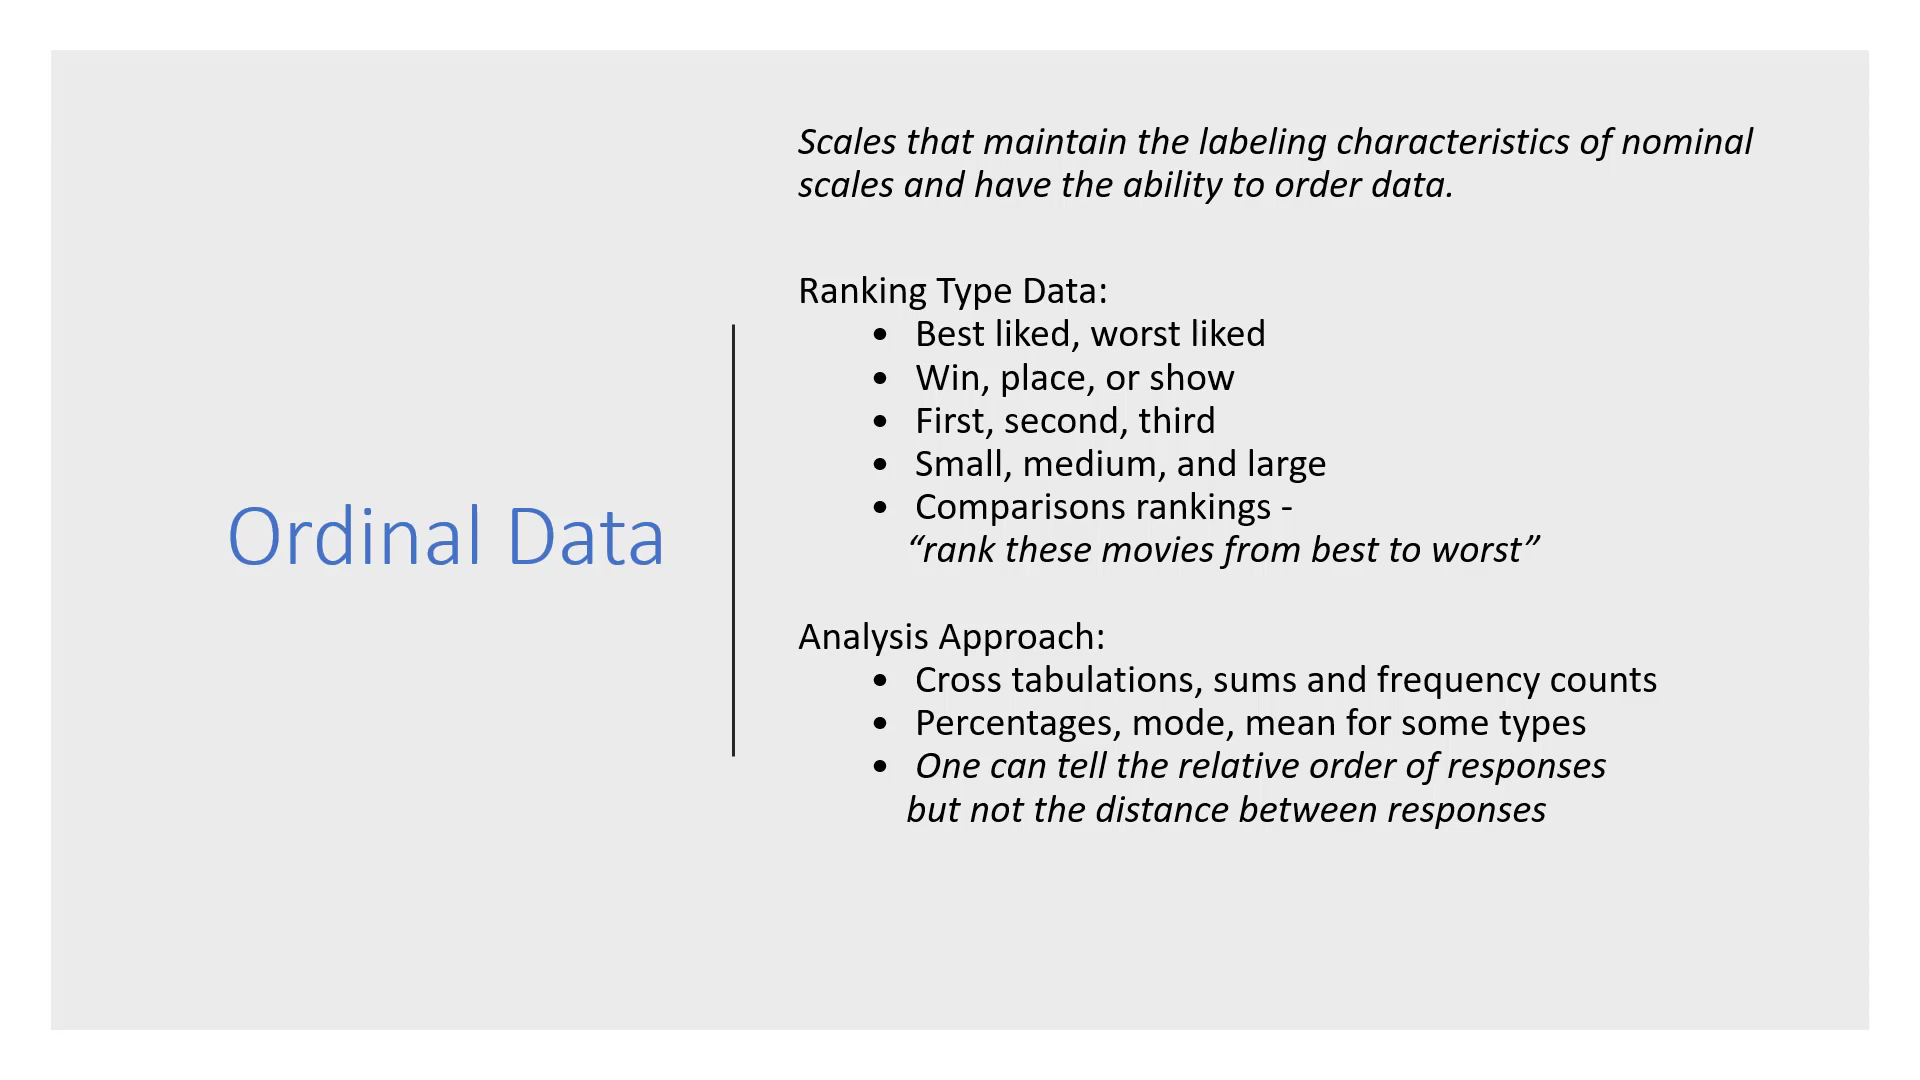 Ordinal Data
Scales that maintain the labeling characteristics of nominal
scales and have the ability to order data.
Ranking Type Data:
• Best liked, worst liked
• Win, place, or show
• First, second, third
• Small, medium, and large
• Comparisons rankings -
“rank these movies from best to worst”
Analysis Approach:
• Cross tabulations, sums and frequency counts
• Percentages, mode, mean for some types
• One can tell the relative order of responses
but not the distance between responses